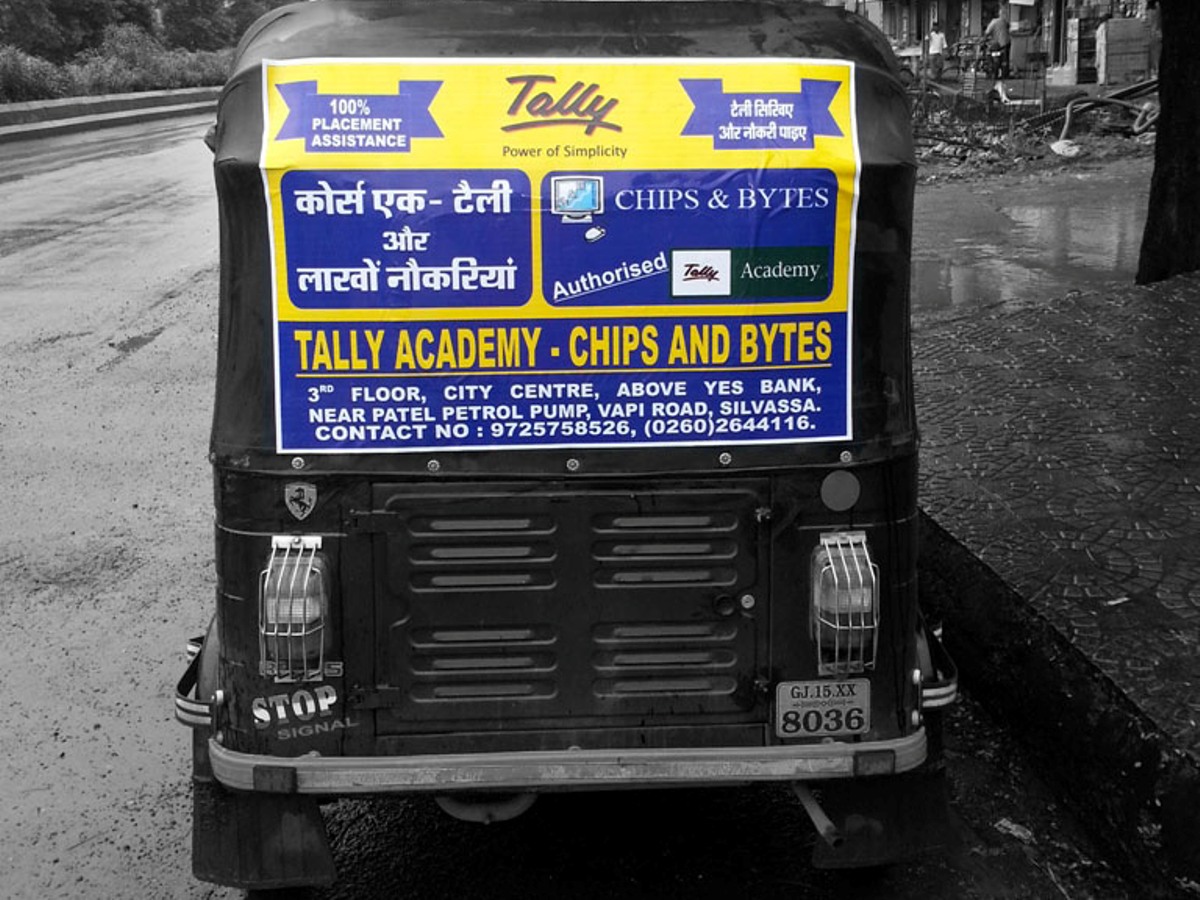 100%
PLACEMENT
ASSISTANCE
Tally
Power of Simplicity
टैली सिखिए
और नौकरी पाइए
कोर्स एक- टैली
और
लाखों नौकरियां
CHIPS & BYTES
Authorised Tally Academy
TALLY ACADEMY - CHIPS AND BYTES
3RD FLOOR, CITY CENTRE, ABOVE YES BANK,
NEAR PATEL PETROL PUMP, VAPI ROAD, SILVASSA.
CONTACT NO : 9725758526, (0260)2644116.
STOP
SIGNAL
GJ.15.XX
8036